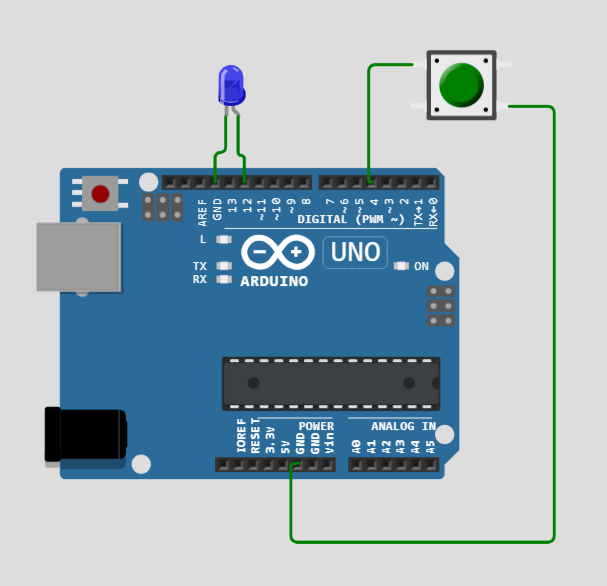 AREF
GND
13
12
~11
~10
~9
8
7
~6
~5
4
~3
2
TX→1
RX←0
DIGITAL (PWM ~)
L
UNO
TX
RX
ON
ARDUINO
POWER
ANALOG IN
IOREF
RESET
3.3V
5V
GND
GND
Vin
A0
A1
A2
A3
A4
A5